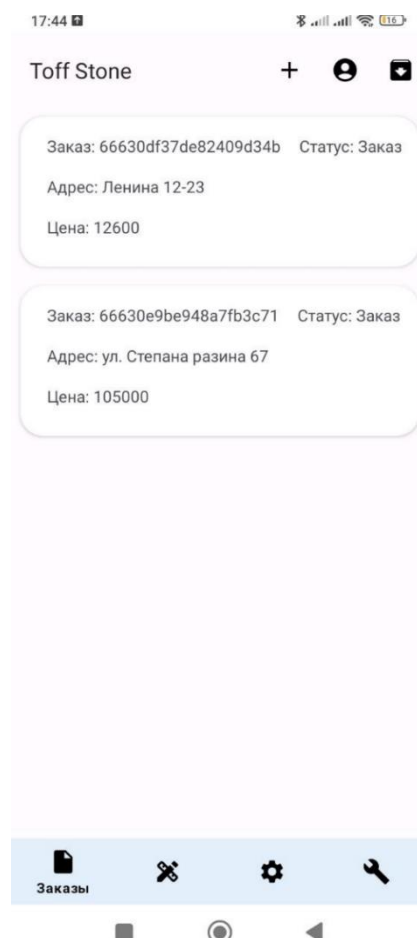 17:44
16
Toff Stone
Заказ: 66630df37de82409d34b Статус: Заказ
Адрес: Ленина 12-23
Цена: 12600
Заказ: 66630e9be948a7fb3c71 Статус: Заказ
Адрес: ул. Степана разина 67
Цена: 105000
Заказы